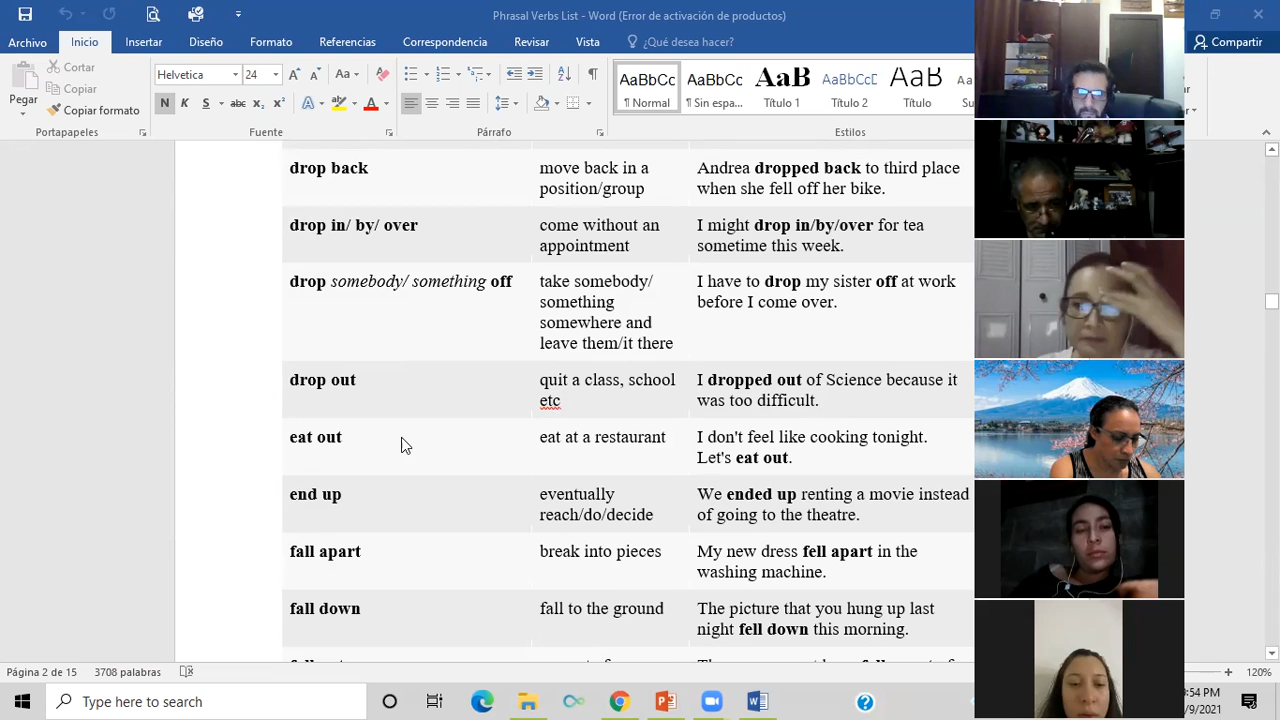 Phrasal Verbs List - Word (Error de activación de productos)
Archivo Inicio Insertar Diseño Formato Referencias Correspondencia Revisar Vista ¿Qué desea hacer? Compartir
Pegar
Cortar
Copiar
Copiar formato
Portapapeles
Helvetica 24
N K S abc x₂ x²
Fuente
Párrafo
AaBbCc AaBbCc AaB AaBbCcD AaBbC
¶ Normal ¶ Sin espa... Título 1 Título 2 Título
Estilos
drop back
move back in a
position/group
Andrea dropped back to third place
when she fell off her bike.
drop in/ by/ over
come without an
appointment
I might drop in/by/over for tea
sometime this week.
drop somebody/ something off
take somebody/
something
somewhere and
leave them/it there
I have to drop my sister off at work
before I come over.
drop out
quit a class, school
etc
I dropped out of Science because it
was too difficult.
eat out
eat at a restaurant
I don't feel like cooking tonight.
Let's eat out.
end up
eventually
reach/do/decide
We ended up renting a movie instead
of going to the theatre.
fall apart
break into pieces
My new dress fell apart in the
washing machine.
fall down
fall to the ground
The picture that you hung up last
night fell down this morning.
Página 2 de 15 3708 palabras
120%
Type here to search
:54 PM
/9/2021